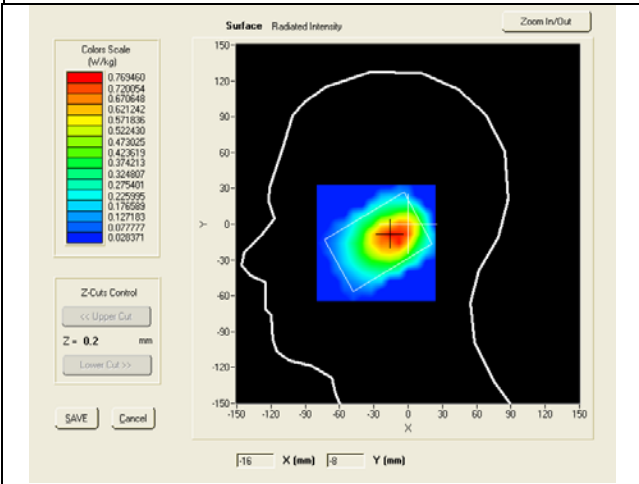 Surface Radiated Intensity
Zoom In/Out
Colors Scale
(W/kg)
0.769460
0.720054
0.670648
0.621242
0.571836
0.522430
0.473025
0.423619
0.374213
0.324807
0.275401
0.225995
0.176589
0.127183
0.077777
0.028371
Z-Cuts Control
<< Upper Cut
Z = 0.2 mm
Lower Cut >>
SAVE Cancel
150
120
90
60
30
0
-30
-60
-90
-120
-150
Y
-150 -120 -90 -60 -30 0 30 60 90 120 150
X
-16 X (mm) -8 Y (mm)